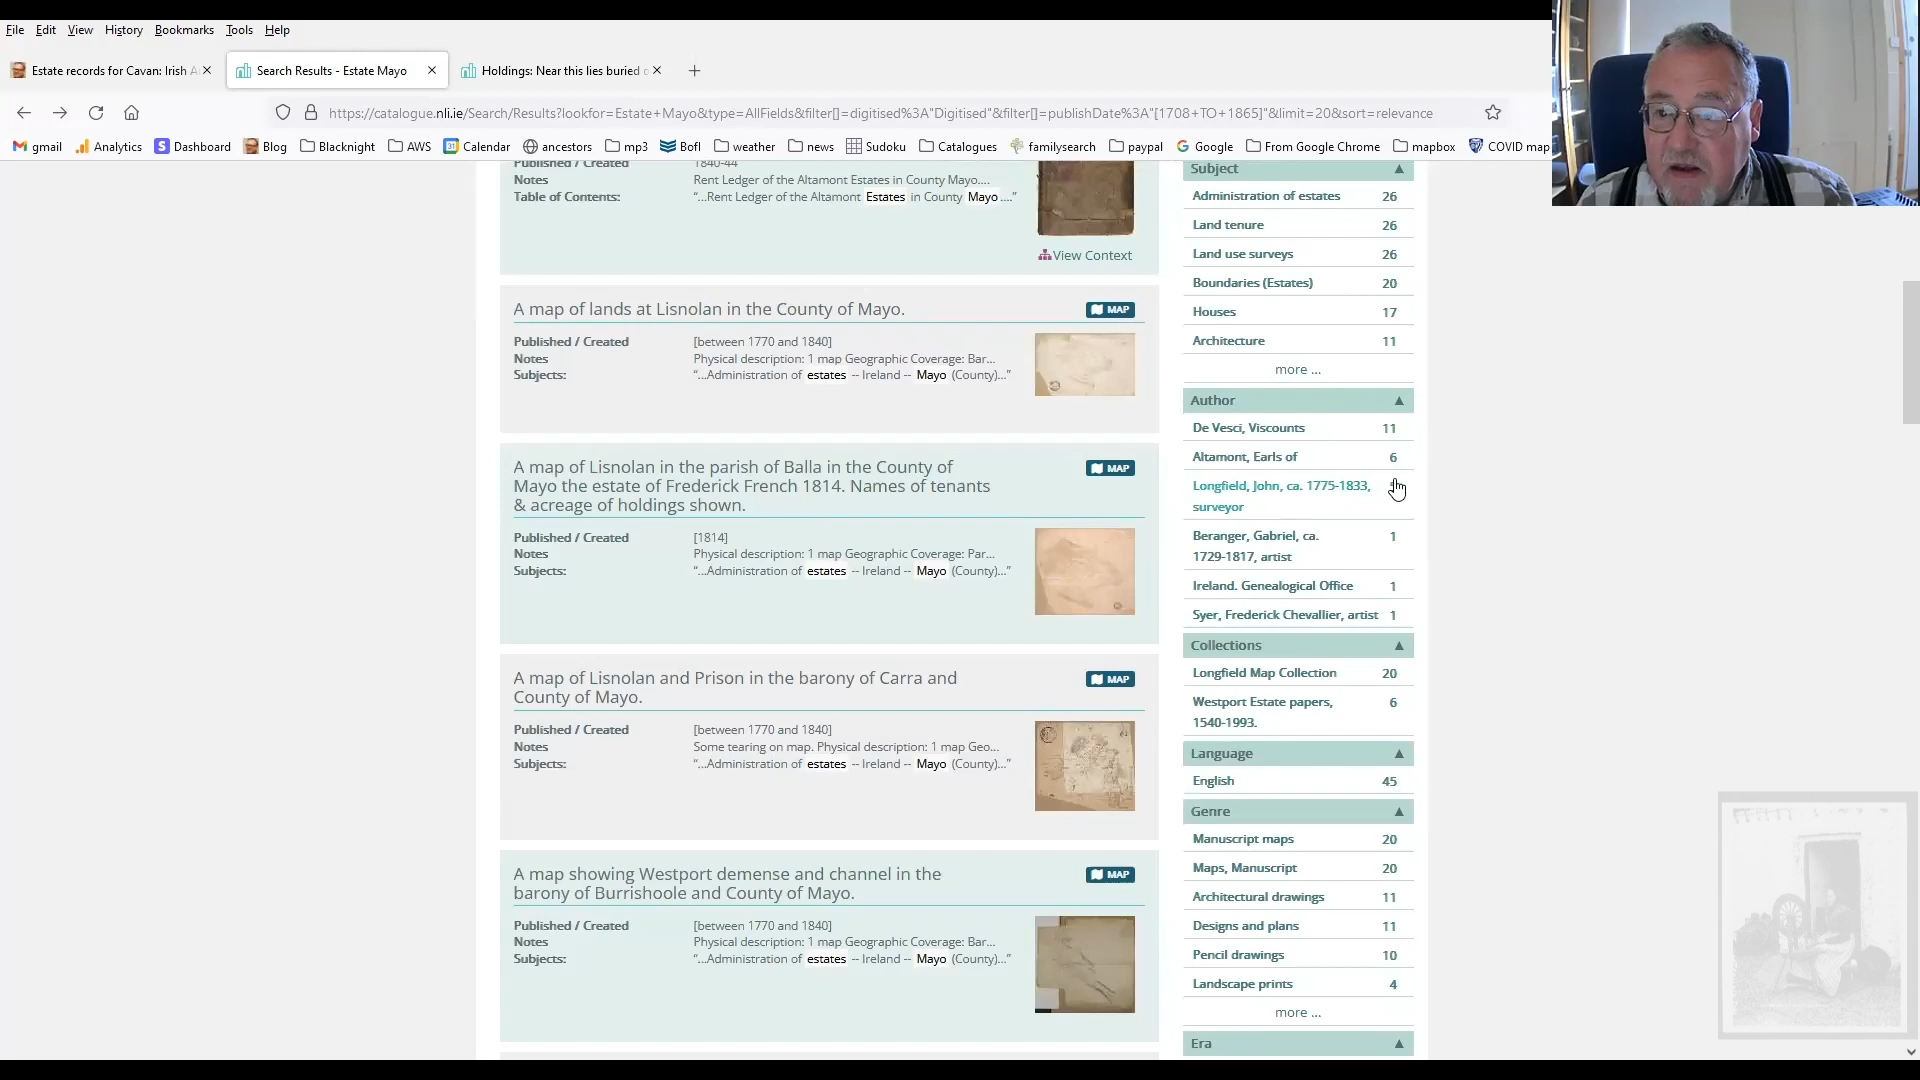 File Edit View History Bookmarks Tools Help
Estate records for Cavan: Irish
Search Results - Estate Mayo
Holdings: Near this lies buried
https://catalogue.nli.ie/Search/Results?lookfor=Estate+Mayo&type=AllFields&filter[]=digitised%3A"Digitised"&filter[]=publishDate%3A"[1708+TO+1865]"&limit=20&sort=relevance
gmail Analytics Dashboard Blog Blacknight AWS Calendar ancestors mp3 BofI weather news Sudoku Catalogues familysearch paypal Google From Google Chrome mapbox COVID map
Published / Created 1840-44
Notes Rent Ledger of the Altamont Estates in County Mayo....
Table of Contents: “...Rent Ledger of the Altamont Estates in County Mayo ....”
View Context
A map of lands at Lisnolan in the County of Mayo.
MAP
Published / Created [between 1770 and 1840]
Notes Physical description: 1 map Geographic Coverage: Bar...
Subjects: “...Administration of estates -- Ireland -- Mayo (County)...”
A map of Lisnolan in the parish of Balla in the County of
Mayo the estate of Frederick French 1814. Names of tenants
& acreage of holdings shown.
MAP
Published / Created [1814]
Notes Physical description: 1 map Geographic Coverage: Par...
Subjects: “...Administration of estates -- Ireland -- Mayo (County)...”
A map of Lisnolan and Prison in the barony of Carra and
County of Mayo.
MAP
Published / Created [between 1770 and 1840]
Notes Some tearing on map. Physical description: 1 map Geo...
Subjects: “...Administration of estates -- Ireland -- Mayo (County)...”
A map showing Westport demense and channel in the
barony of Burrishoole and County of Mayo.
MAP
Published / Created [between 1770 and 1840]
Notes Physical description: 1 map Geographic Coverage: Bar...
Subjects: “...Administration of estates -- Ireland -- Mayo (County)...”
Subject
Administration of estates 26
Land tenure 26
Land use surveys 26
Boundaries (Estates) 20
Houses 17
Architecture 11
more ...
Author
De Vesci, Viscounts 11
Altamont, Earls of 6
Longfield, John, ca. 1775-1833,
surveyor
Beranger, Gabriel, ca. 1
1729-1817, artist
Ireland. Genealogical Office 1
Syer, Frederick Chevallier, artist 1
Collections
Longfield Map Collection 20
Westport Estate papers, 6
1540-1993.
Language
English 45
Genre
Manuscript maps 20
Maps, Manuscript 20
Architectural drawings 11
Designs and plans 11
Pencil drawings 10
Landscape prints 4
more ...
Era